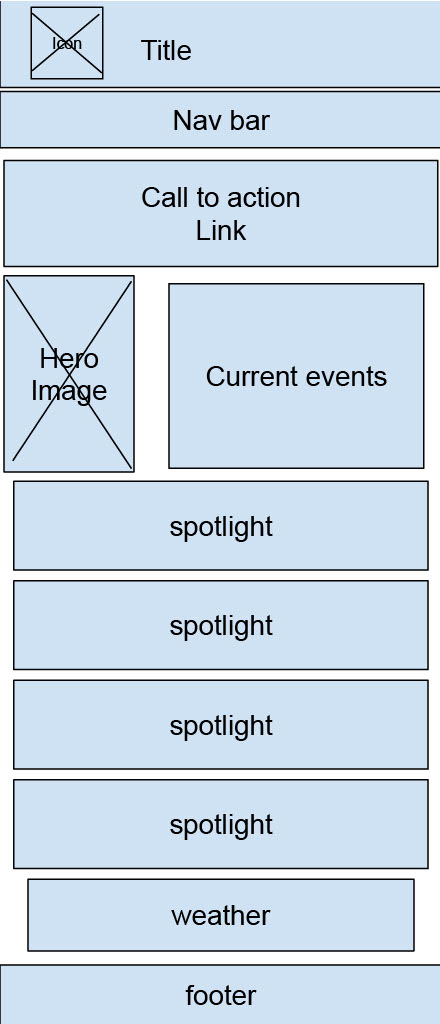 Icon
Title
Nav bar
Call to action
Link
Hero
Image
Current events
spotlight
spotlight
spotlight
spotlight
weather
footer